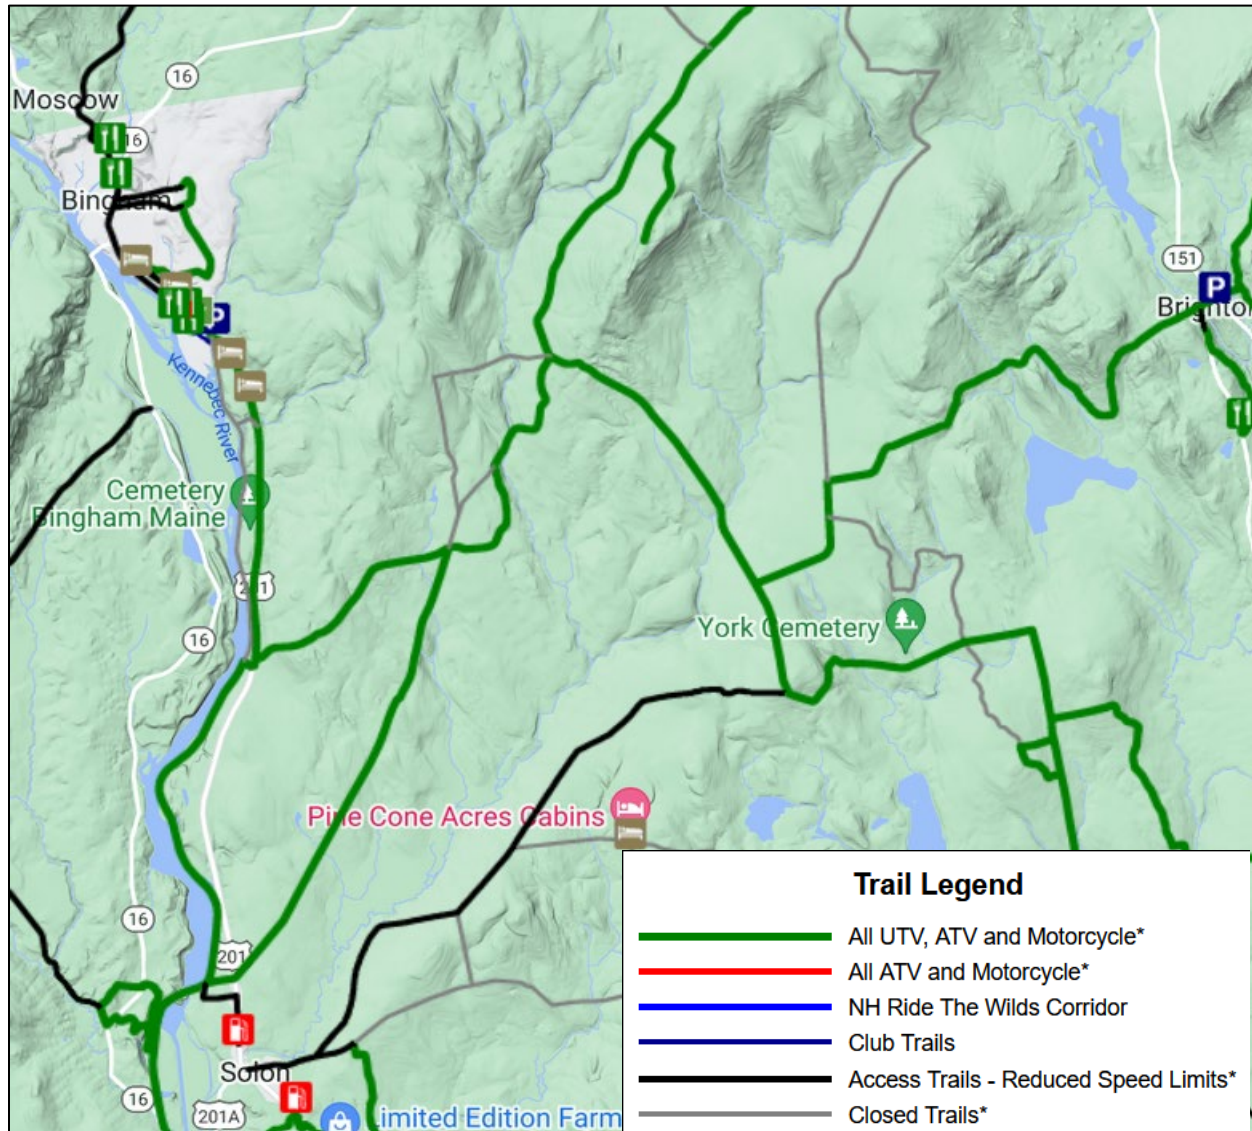 16
Moscow
16
Bingham
151
Brighton
Kennebec River
Cemetery
Bingham Maine
201
16
York Cemetery
Pine Cone Acres Cabins
Trail Legend
16
All UTV, ATV and Motorcycle*
201
All ATV and Motorcycle*
NH Ride The Wilds Corridor
Club Trails
Solon
Access Trails - Reduced Speed Limits*
16
201A
imited Edition Farm
Closed Trails*
P
P